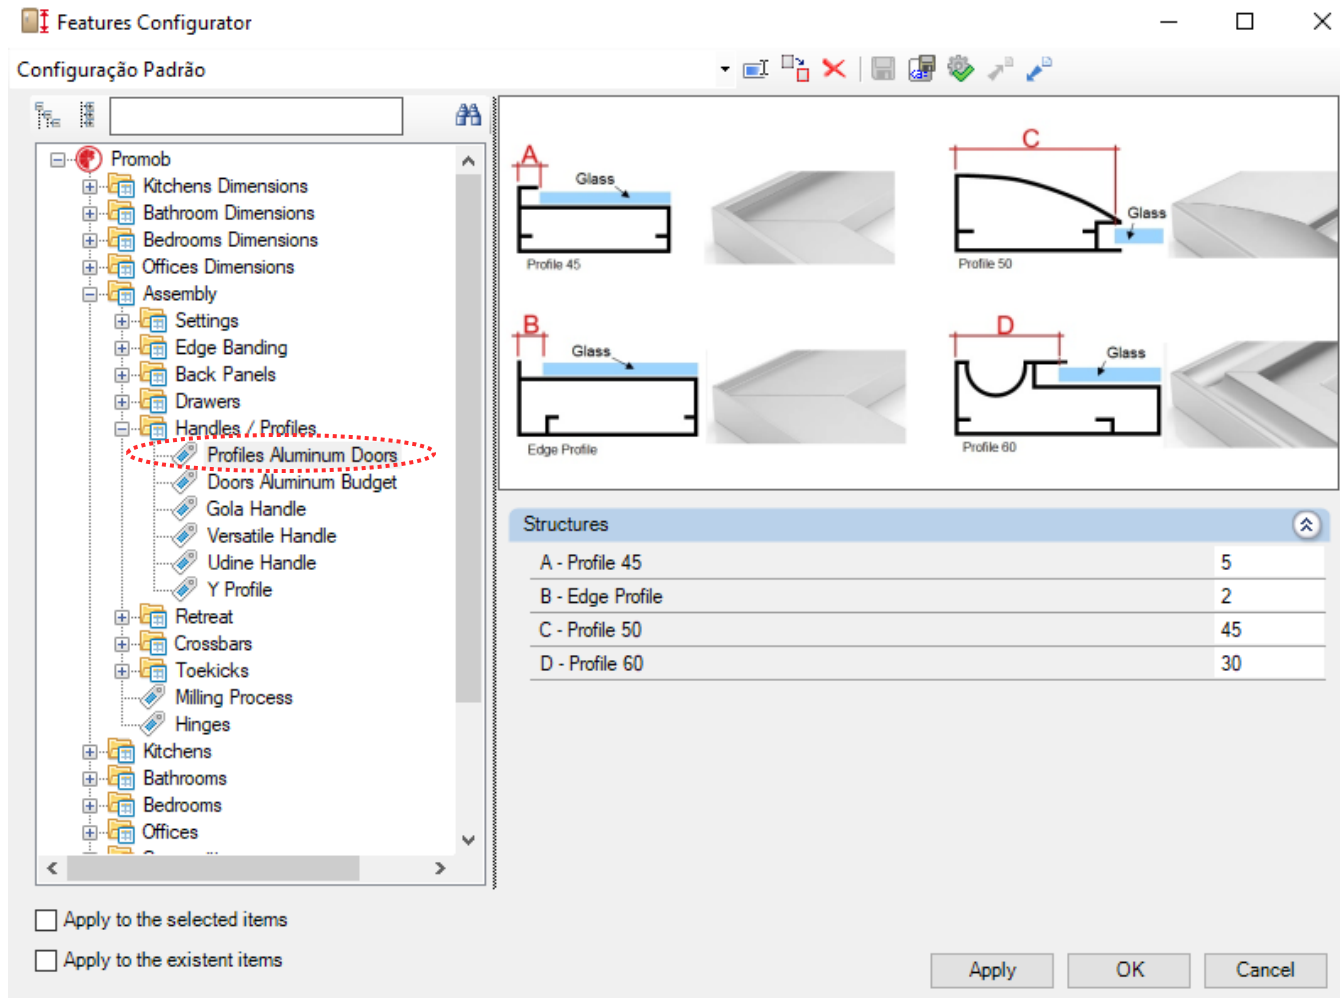 Features Configurator
Configuração Padrão
Promob
Kitchens Dimensions
Bathroom Dimensions
Bedrooms Dimensions
Offices Dimensions
Assembly
Settings
Edge Banding
Back Panels
Drawers
Handles / Profiles
Profiles Aluminum Doors
Doors Aluminum Budget
Gola Handle
Versatile Handle
Udine Handle
Y Profile
Retreat
Crossbars
Toekicks
Milling Process
Hinges
Kitchens
Bathrooms
Bedrooms
Offices
A
Glass
Profile 45
C
Glass
Profile 50
B
Glass
Edge Profile
D
Glass
Profile 60
Structures
A - Profile 45 5
B - Edge Profile 2
C - Profile 50 45
D - Profile 60 30
Apply to the selected items
Apply to the existent items
Apply OK Cancel